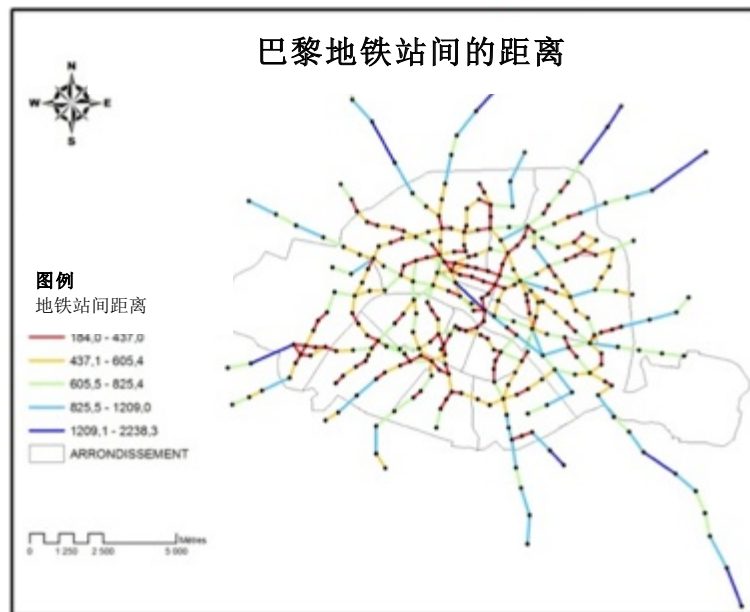 巴黎地铁站间的距离
N
W E
S
图例
地铁站间距离
184,0 - 437,0
437,1 - 605,4
605,5 - 825,4
825,5 - 1209,0
1209,1 - 2238,3
ARRONDISSEMENT
Mètres
0 1 250 2 500 5 000